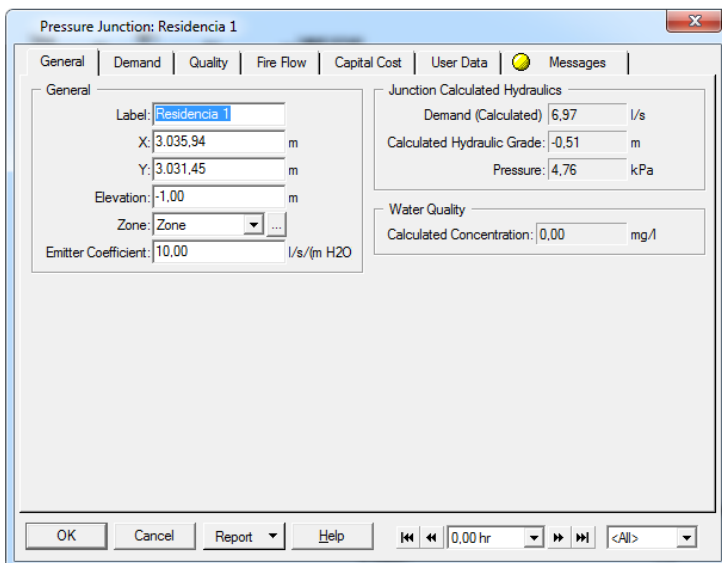 Pressure Junction: Residencia 1
General Demand Quality Fire Flow Capital Cost User Data Messages
General
Label: Residencia 1
X: 3.035,94 m
Y: 3.031,45 m
Elevation: -1,00 m
Zone: Zone ...
Emitter Coefficient: 10,00 l/s/(m H2O
Junction Calculated Hydraulics
Demand (Calculated) 6,97 l/s
Calculated Hydraulic Grade: -0,51 m
Pressure: 4,76 kPa
Water Quality
Calculated Concentration: 0,00 mg/l
OK Cancel Report Help 0,00 hr <All>